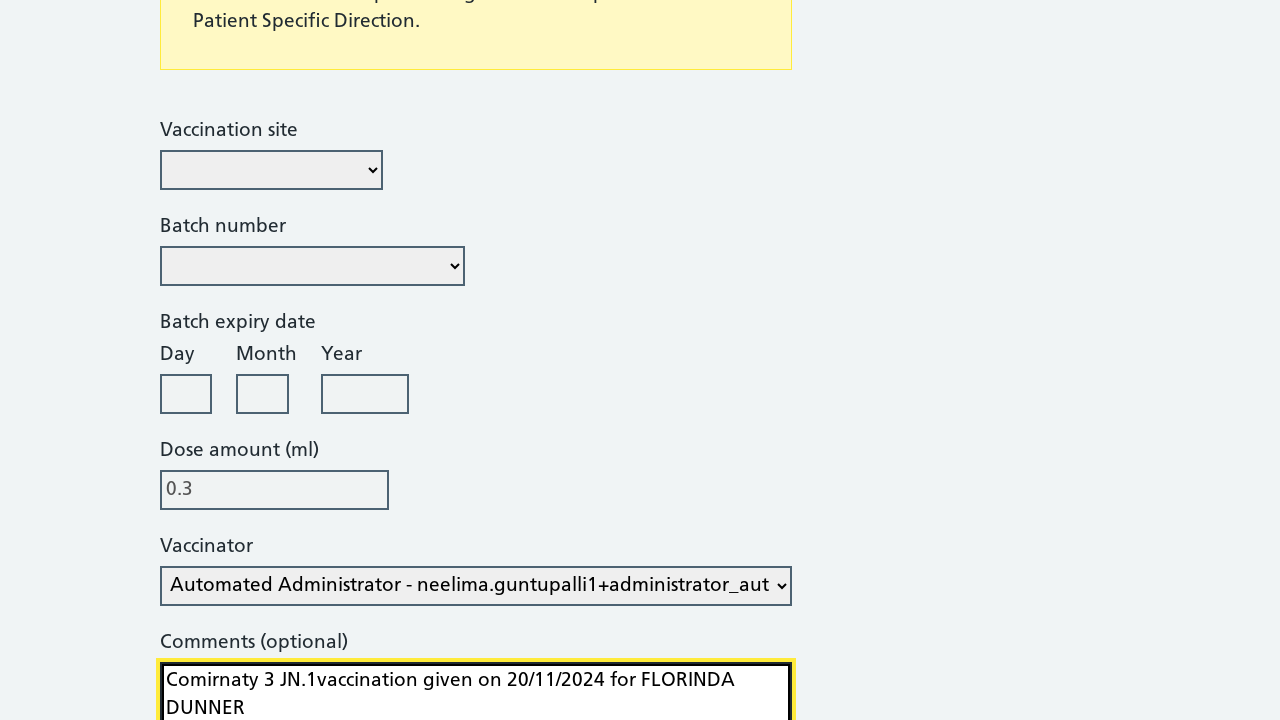 Patient Specific Direction.
Vaccination site
Batch number
Batch expiry date
Day Month Year
Dose amount (ml)
0.3
Vaccinator
Automated Administrator - neelima.guntupalli1+administrator_aut
Comments (optional)
Comirnaty 3 JN.1vaccination given on 20/11/2024 for FLORINDA
DUNNER